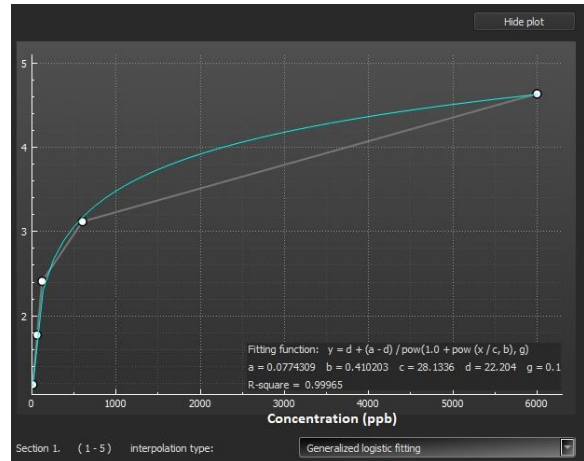 Hide plot
5
4
3
2
Fitting function: y = d + (a - d) / pow(1.0 + pow (x / c, b), g)
a = 0.0774309 b = 0.410203 c = 28.1336 d = 22.204 g = 0.1
R-square = 0.99965
0 1000 2000 3000 4000 5000 6000
Concentration (ppb)
Section 1. ( 1 - 5 ) interpolation type: Generalized logistic fitting